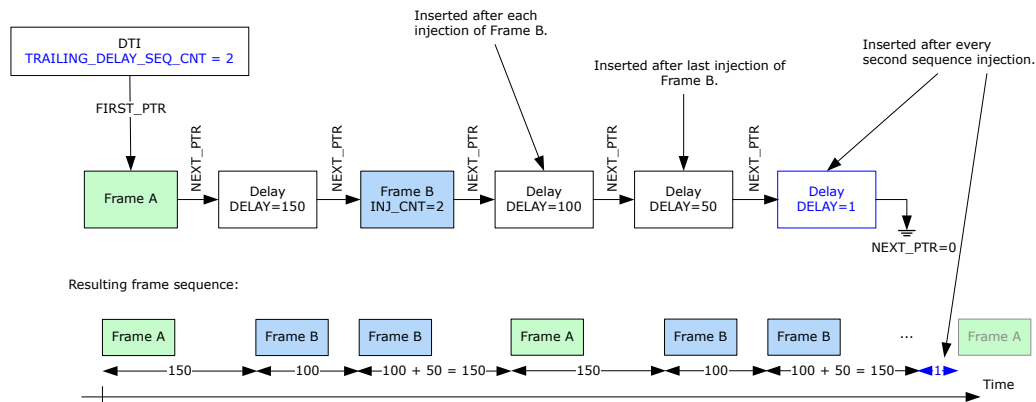 DTI
TRAILING_DELAY_SEQ_CNT = 2
Inserted after each
injection of Frame B.
Inserted after last injection of
Frame B.
Inserted after every
second sequence injection.
FIRST_PTR
NEXT_PTR
NEXT_PTR
NEXT_PTR
NEXT_PTR
NEXT_PTR
Frame A
Delay
DELAY=150
Frame B
INJ_CNT=2
Delay
DELAY=100
Delay
DELAY=50
Delay
DELAY=1
NEXT_PTR=0
Resulting frame sequence:
Frame A
Frame B
Frame B
Frame A
Frame B
Frame B
...
Frame A
150
100
100 + 50 = 150
150
100
100 + 50 = 150
1
Time